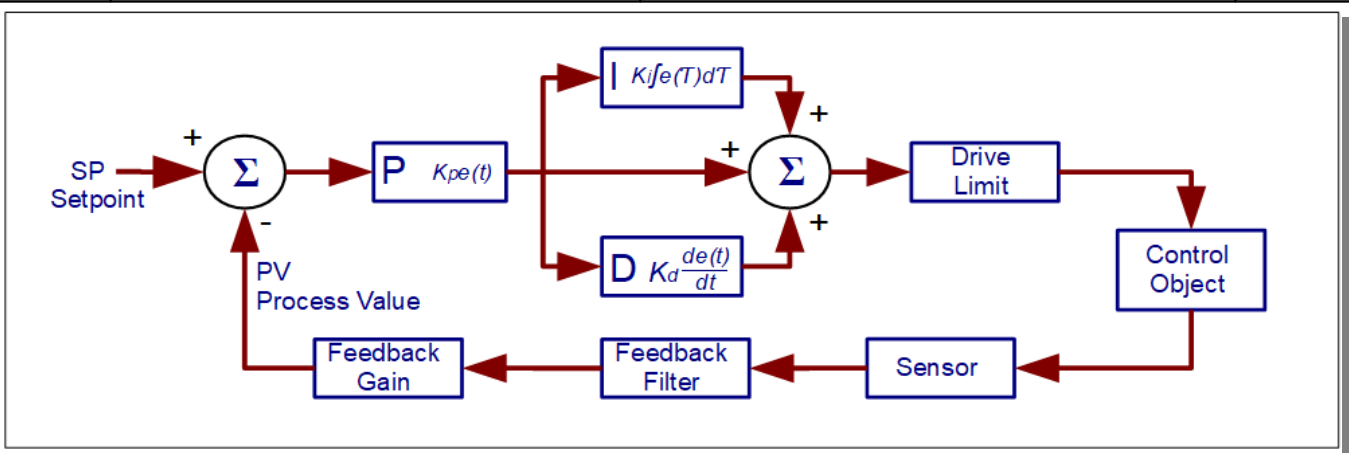 I Ki∫e(T)dT
+
+
+
Σ
Σ
SP
Setpoint
P Kpe(t)
Drive
Limit
-
+
D Kd de(t)/dt
PV
Process Value
Control
Object
Feedback
Gain
Feedback
Filter
Sensor